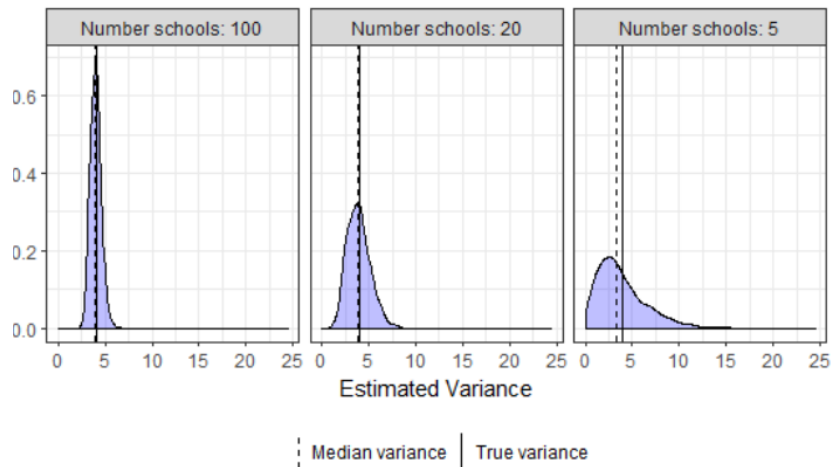 Number schools: 100 Number schools: 20 Number schools: 5
0.6
0.4
0.2
0.0
0 5 10 15 20 25 0 5 10 15 20 25 0 5 10 15 20 25
Estimated Variance
Median variance True variance